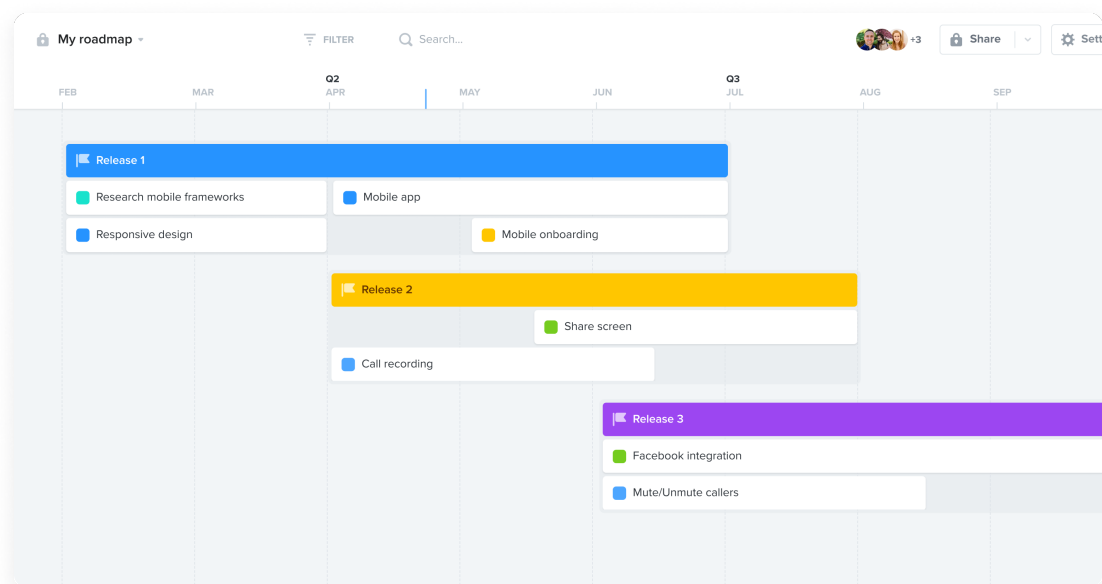 My roadmap
FILTER
Search...
+3
Share
Sett
Q2
Q3
FEB
MAR
APR
MAY
JUN
JUL
AUG
SEP
Release 1
Research mobile frameworks
Mobile app
Responsive design
Mobile onboarding
Release 2
Share screen
Call recording
Release 3
Facebook integration
Mute/Unmute callers